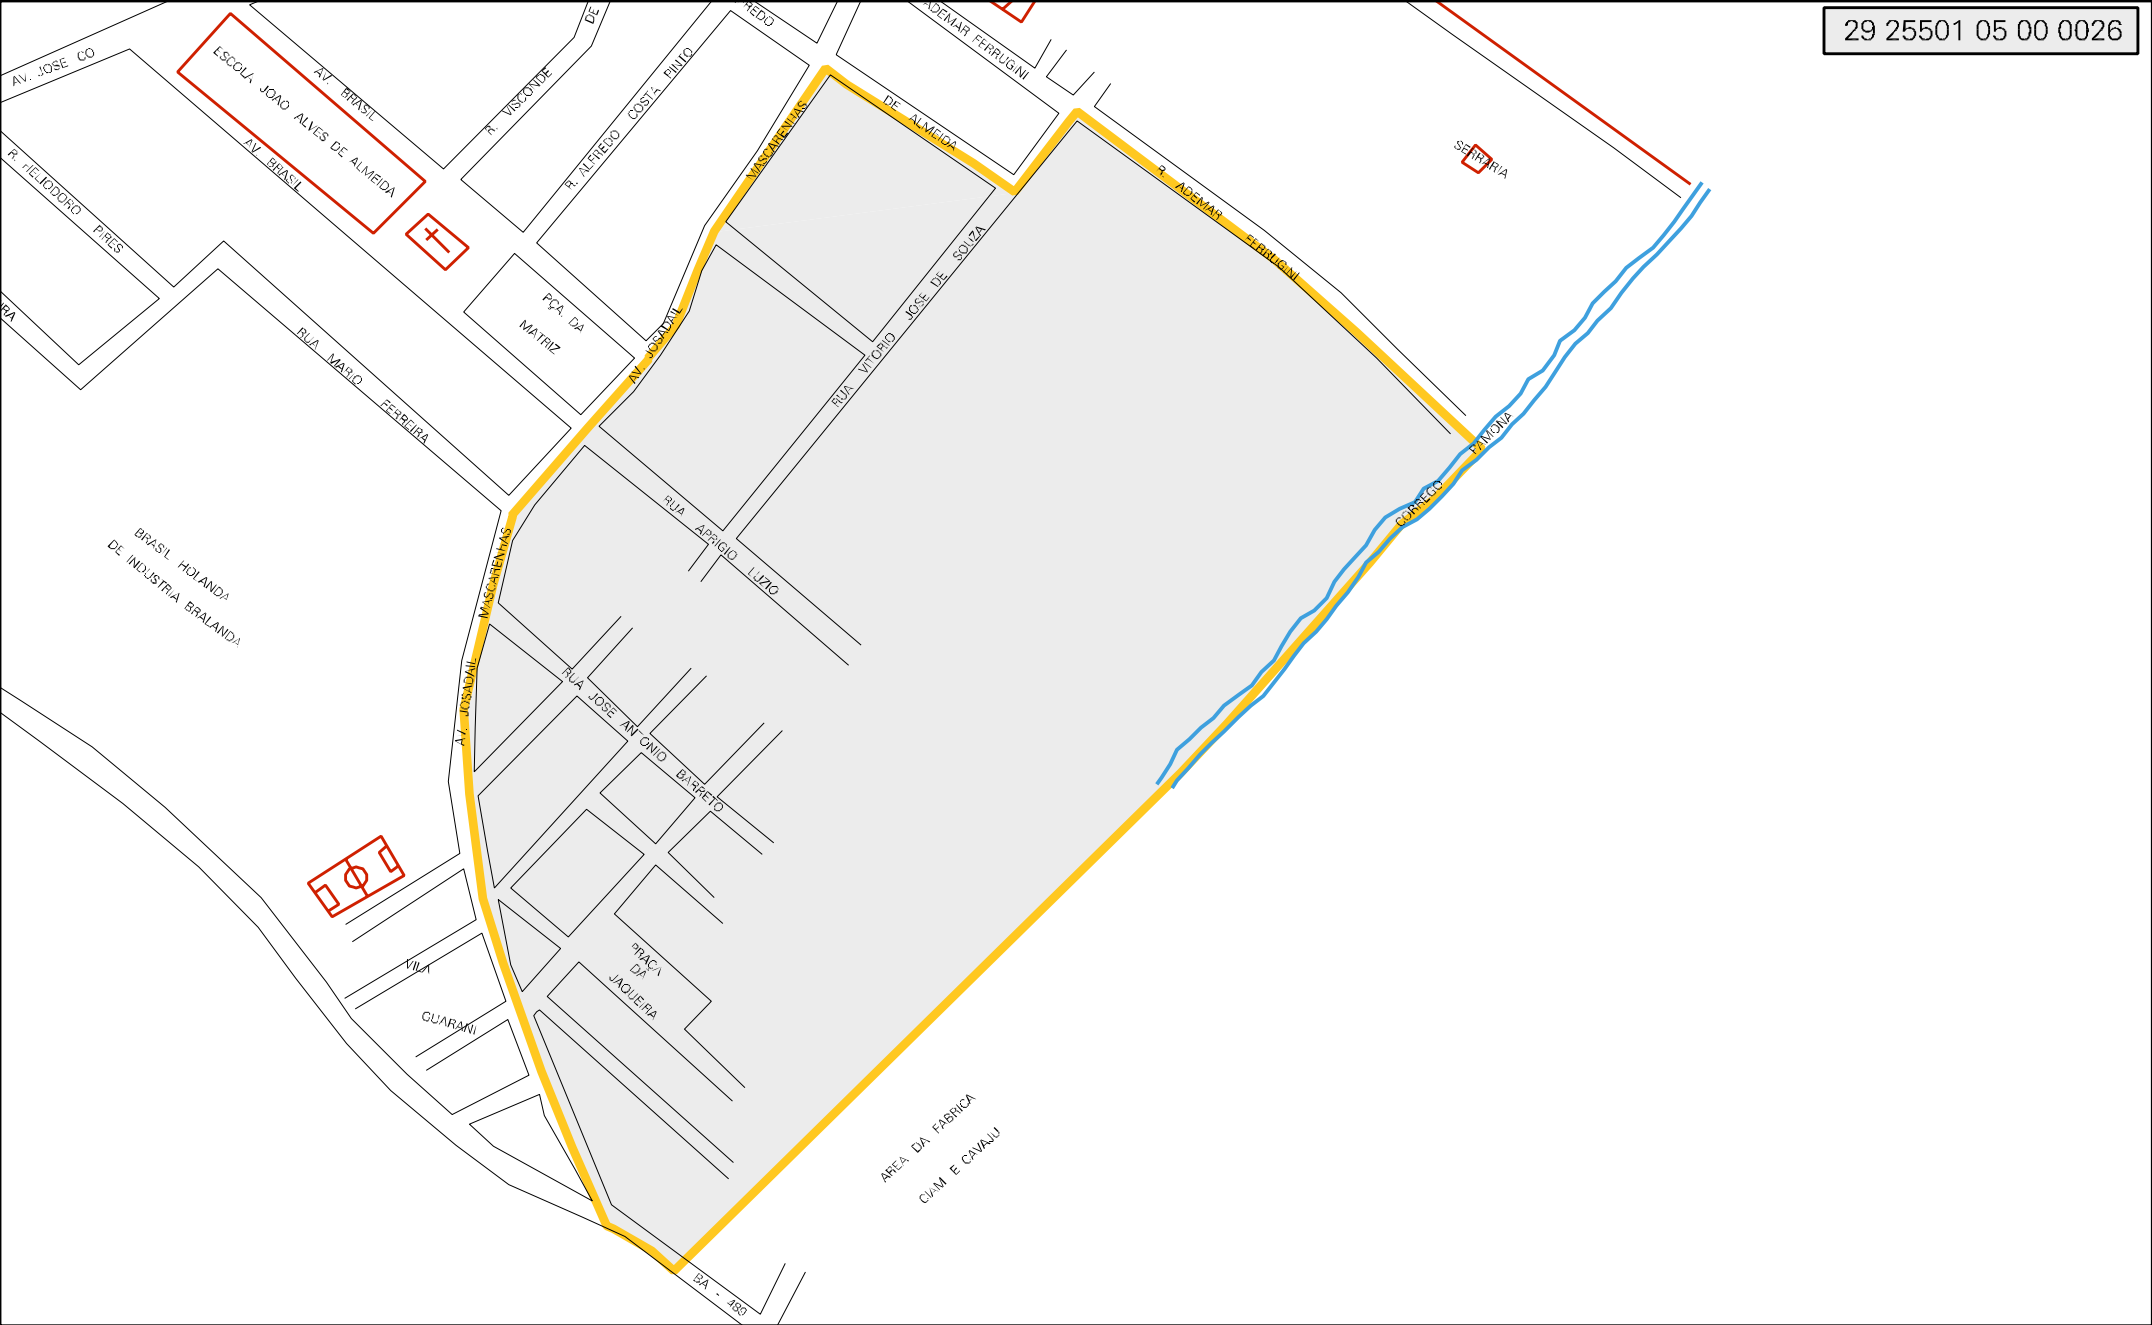 29 25501 05 00 0026
AV. JOSE CO
ESCOLA JOAO ALVES DE ALMEIDA
AV. BRASIL
AV. BRASIL
R. VISCONDE
DE
R. ALFREDO COSTA PINTO
REDO
DE ALMEIDA
ADEMAR FERRUGINI
R. ADEMAR FERRUGINI
SERRARIA
R. HELIODORO PIRES
IRA
RUA MARIO FERREIRA
PÇA. DA
MATRIZ
AV. JOSADAIL MASCARENHAS
RUA VITORIO JOSE DE SOUZA
RUA APRIGIO LUZIO
CORREGO PAMONA
BRASIL HOLANDA
DE INDUSTRIA BRALANDA
AV. JOSADAIL MASCARENHAS
RUA JOSE ANTONIO BARRETO
PRAÇA
DA
JAQUEIRA
VILA
GUARANI
AREA DA FABRICA
CIAM E CAVAJU
BA - 489